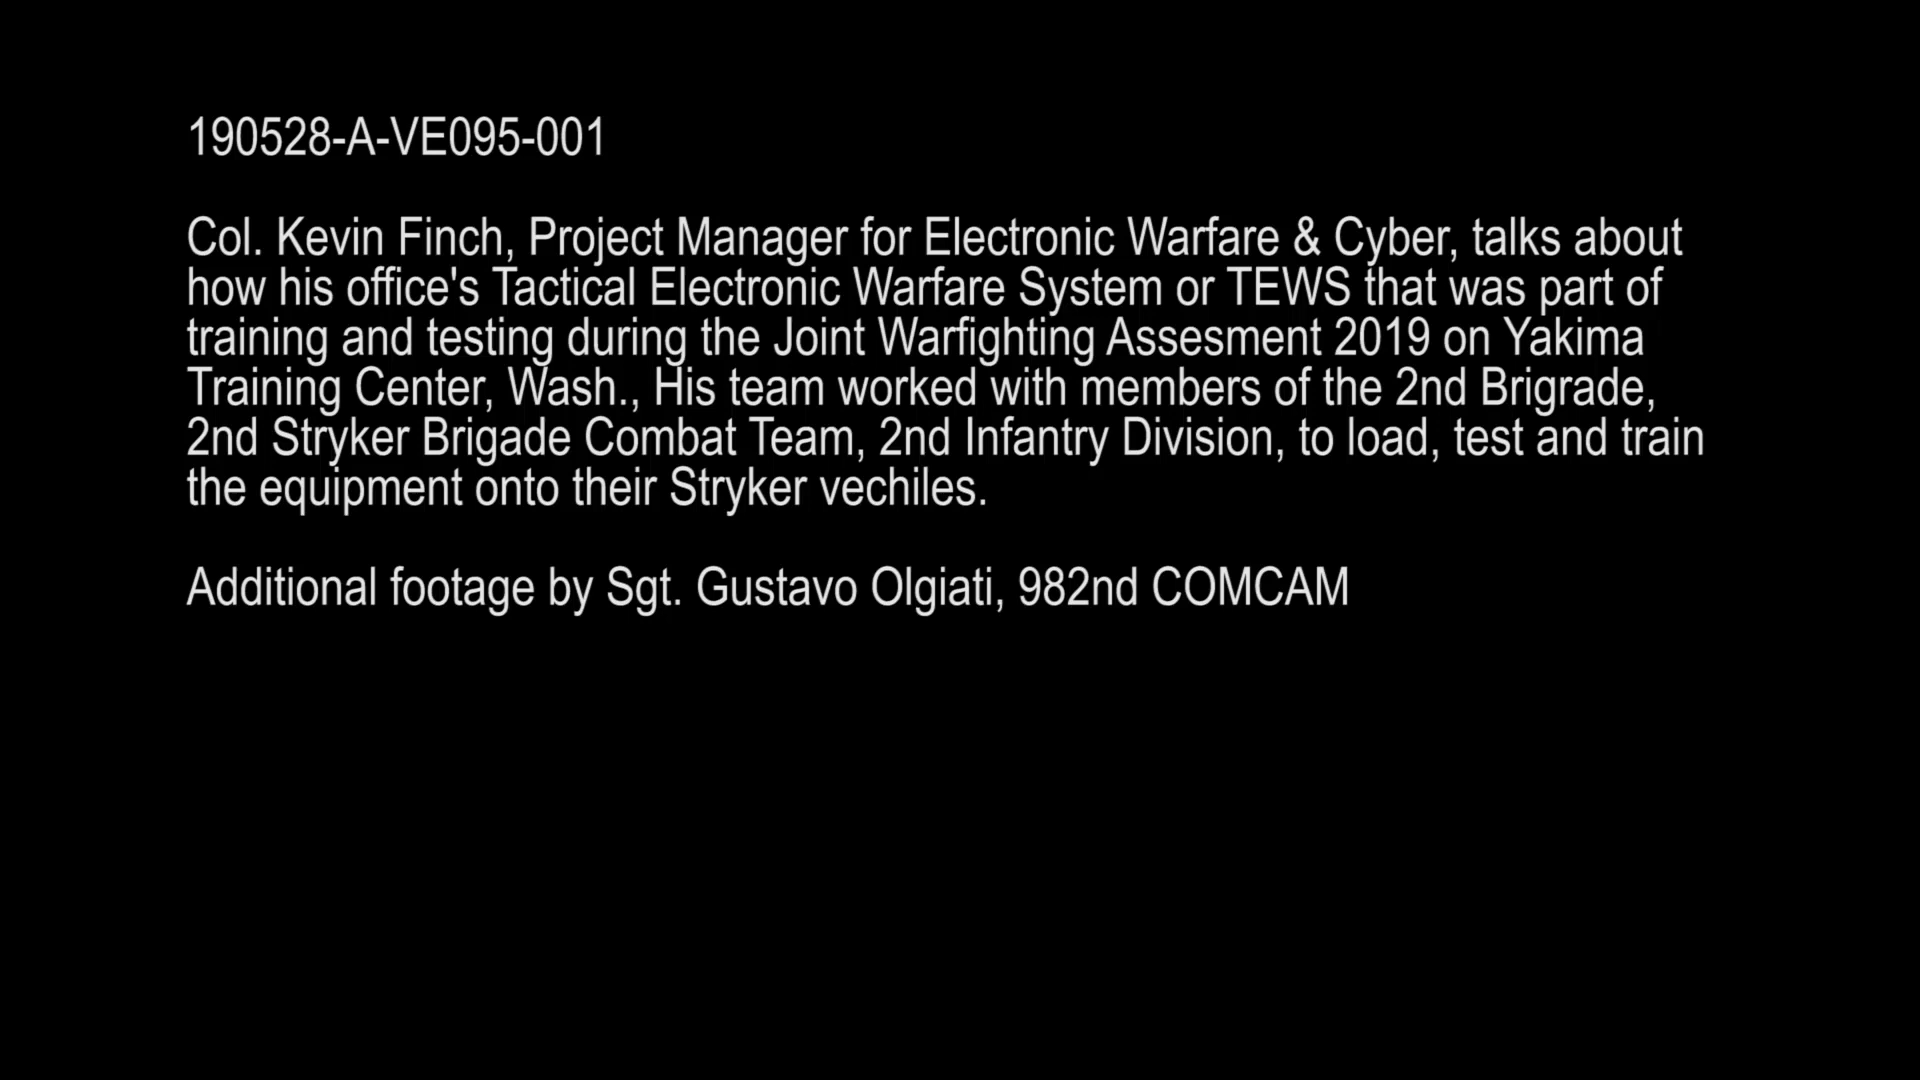 190528-A-VE095-001
Col. Kevin Finch, Project Manager for Electronic Warfare & Cyber, talks about
how his office's Tactical Electronic Warfare System or TEWS that was part of
training and testing during the Joint Warfighting Assesment 2019 on Yakima
Training Center, Wash., His team worked with members of the 2nd Brigrade,
2nd Stryker Brigade Combat Team, 2nd Infantry Division, to load, test and train
the equipment onto their Stryker vechiles.
Additional footage by Sgt. Gustavo Olgiati, 982nd COMCAM